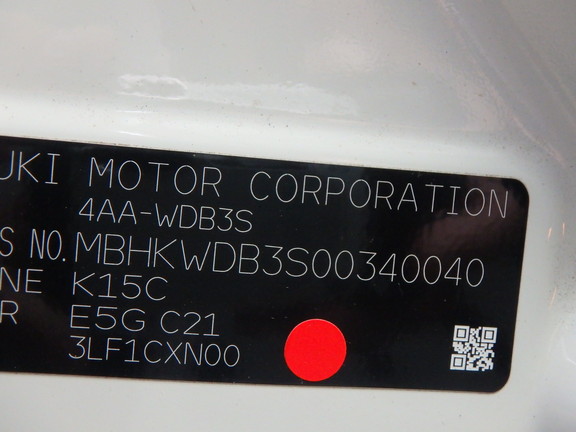 UKI MOTOR CORPORATION
4AA-WDB3S
S NO. MBHKWDB3S00340040
NE K15C
R E5G C21
3LF1CXN00